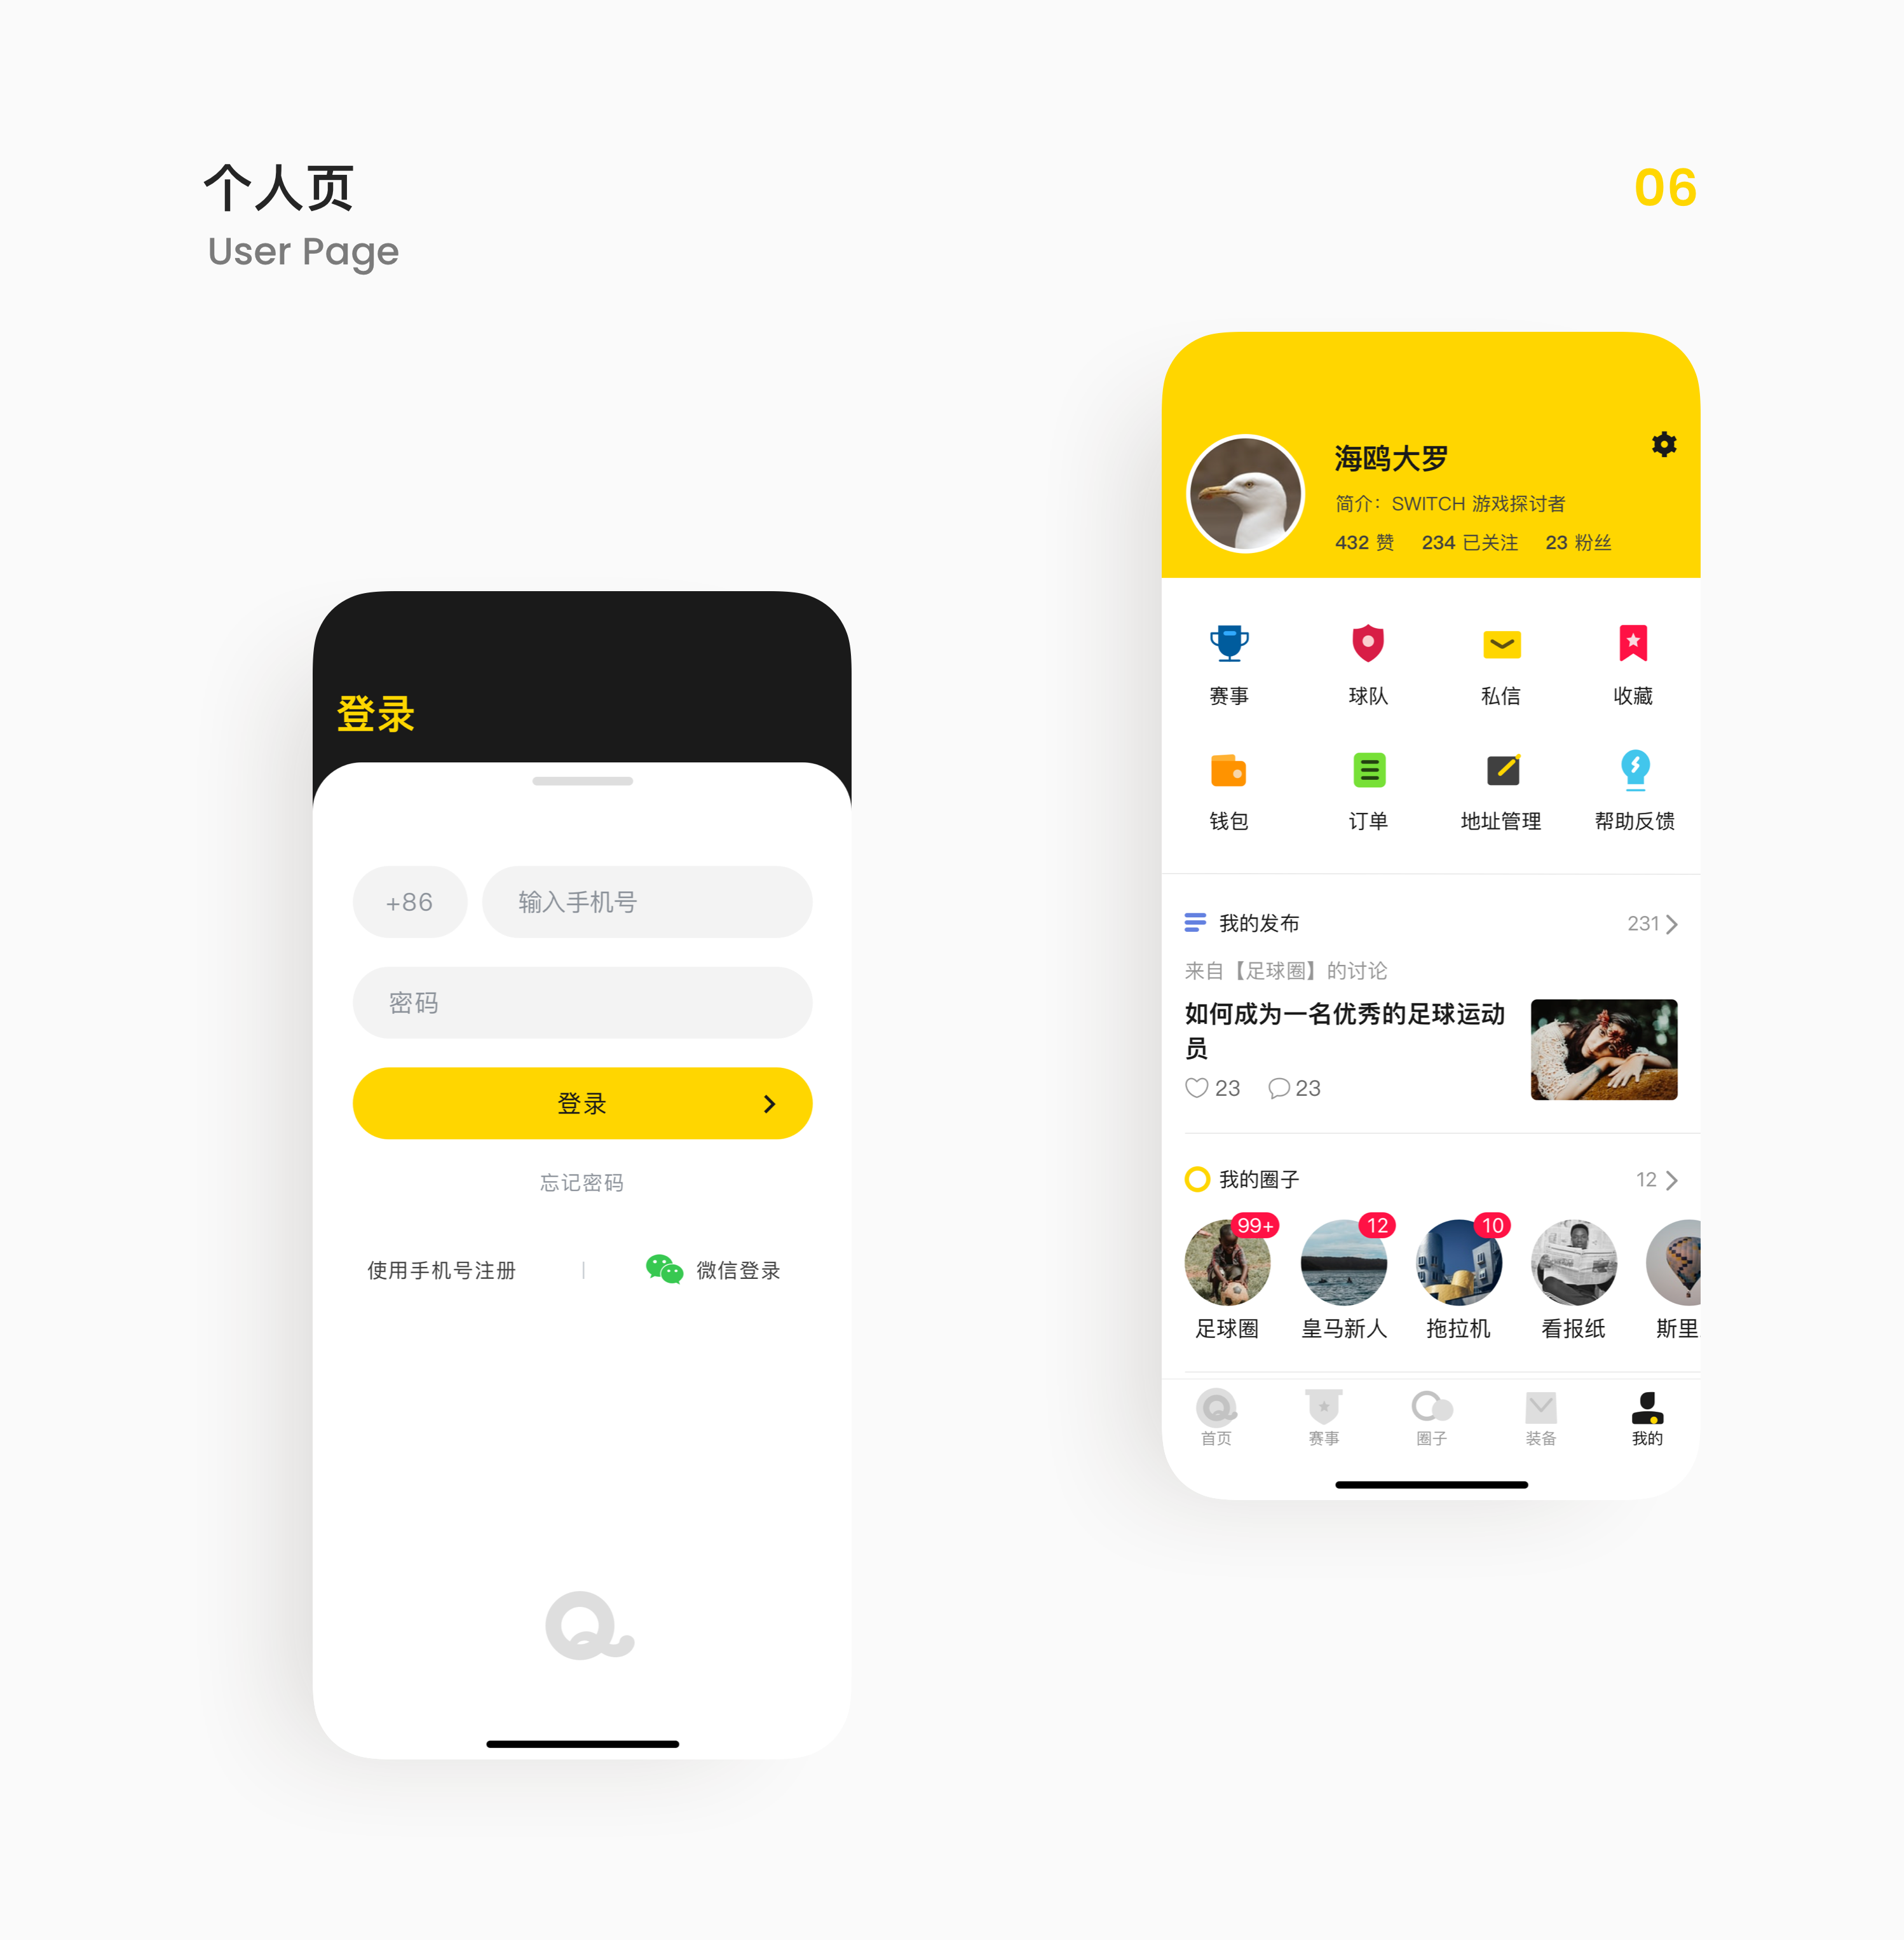 个人页
User Page
06
登录
+86
输入手机号
密码
登录
忘记密码
使用手机号注册
微信登录
海鸥大罗
简介：SWITCH 游戏探讨者
432 赞 234 已关注 23 粉丝
赛事 球队 私信 收藏
钱包 订单 地址管理 帮助反馈
我的发布 231
来自【足球圈】的讨论
如何成为一名优秀的足球运动
员
23 23
我的圈子 12
99+ 12 10
足球圈 皇马新人 拖拉机 看报纸 斯里
首页 赛事 圈子 装备 我的